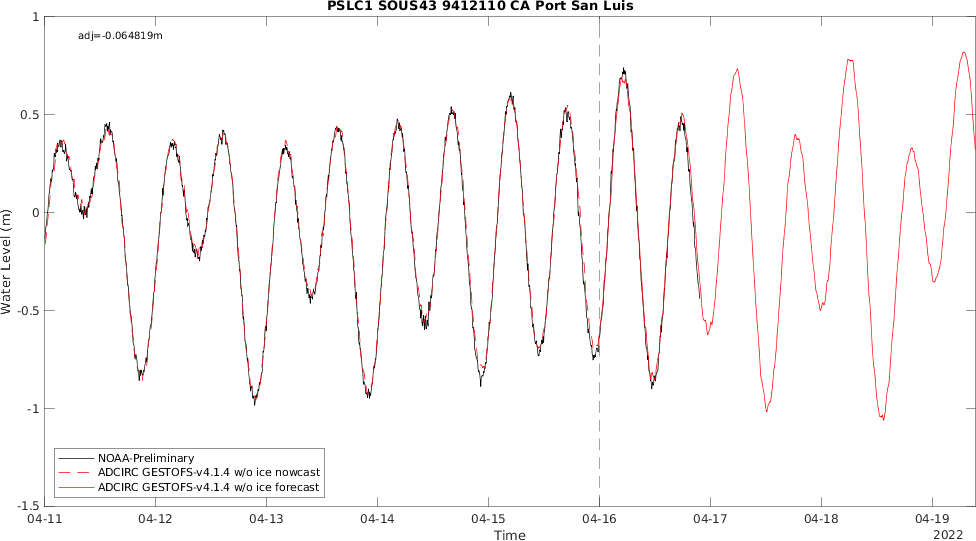 PSLC1 SOUS43 9412110 CA Port San Luis
adj=-0.064819m
1
0.5
0
-0.5
-1
-1.5
Water Level (m)
NOAA-Preliminary
ADCIRC GESTOFS-v4.1.4 w/o ice nowcast
ADCIRC GESTOFS-v4.1.4 w/o ice forecast
04-11 04-12 04-13 04-14 04-15 04-16 04-17 04-18 04-19
Time
2022